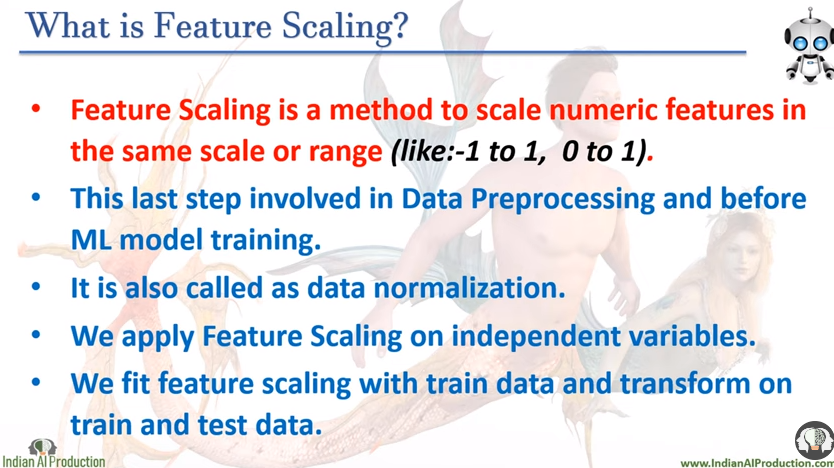 What is Feature Scaling?
• Feature Scaling is a method to scale numeric features in
the same scale or range (like:-1 to 1, 0 to 1).
• This last step involved in Data Preprocessing and before
ML model training.
• It is also called as data normalization.
• We apply Feature Scaling on independent variables.
• We fit feature scaling with train data and transform on
train and test data.
Indian AI Production
www.IndianAIProduction.com